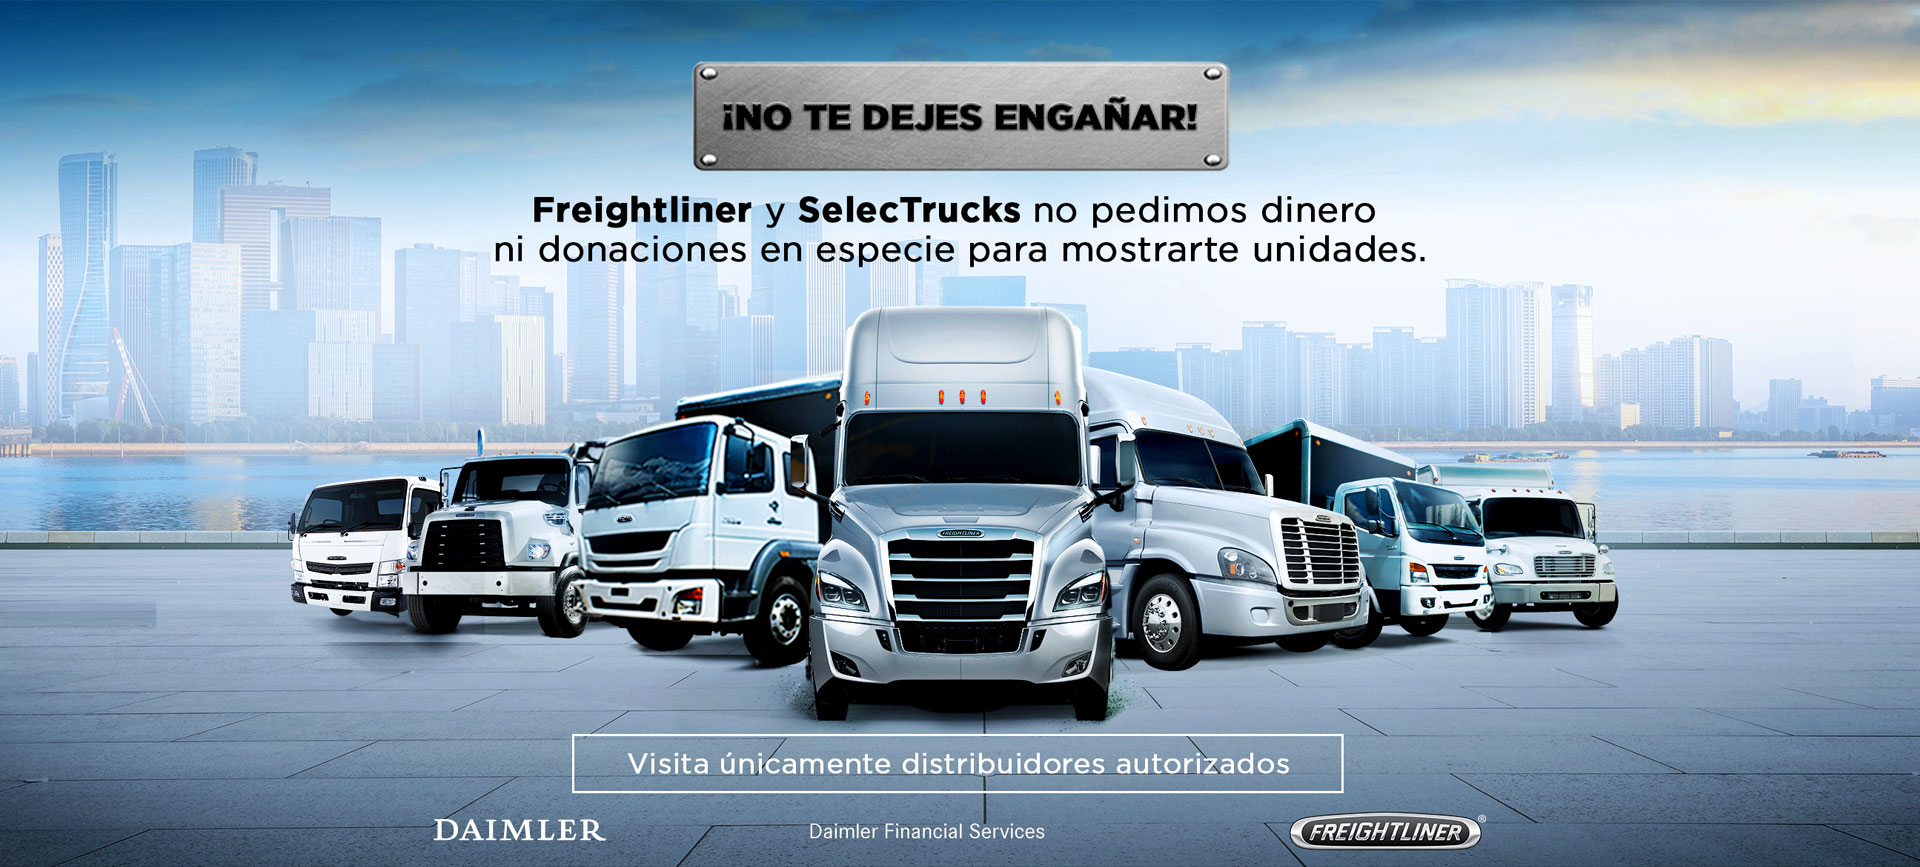 ¡NO TE DEJES ENGAÑAR!
Freightliner y SelecTrucks no pedimos dinero
ni donaciones en especie para mostrarte unidades.
FREIGHTLINER
Visita únicamente distribuidores autorizados
DAIMLER
Daimler Financial Services
FREIGHTLINER®